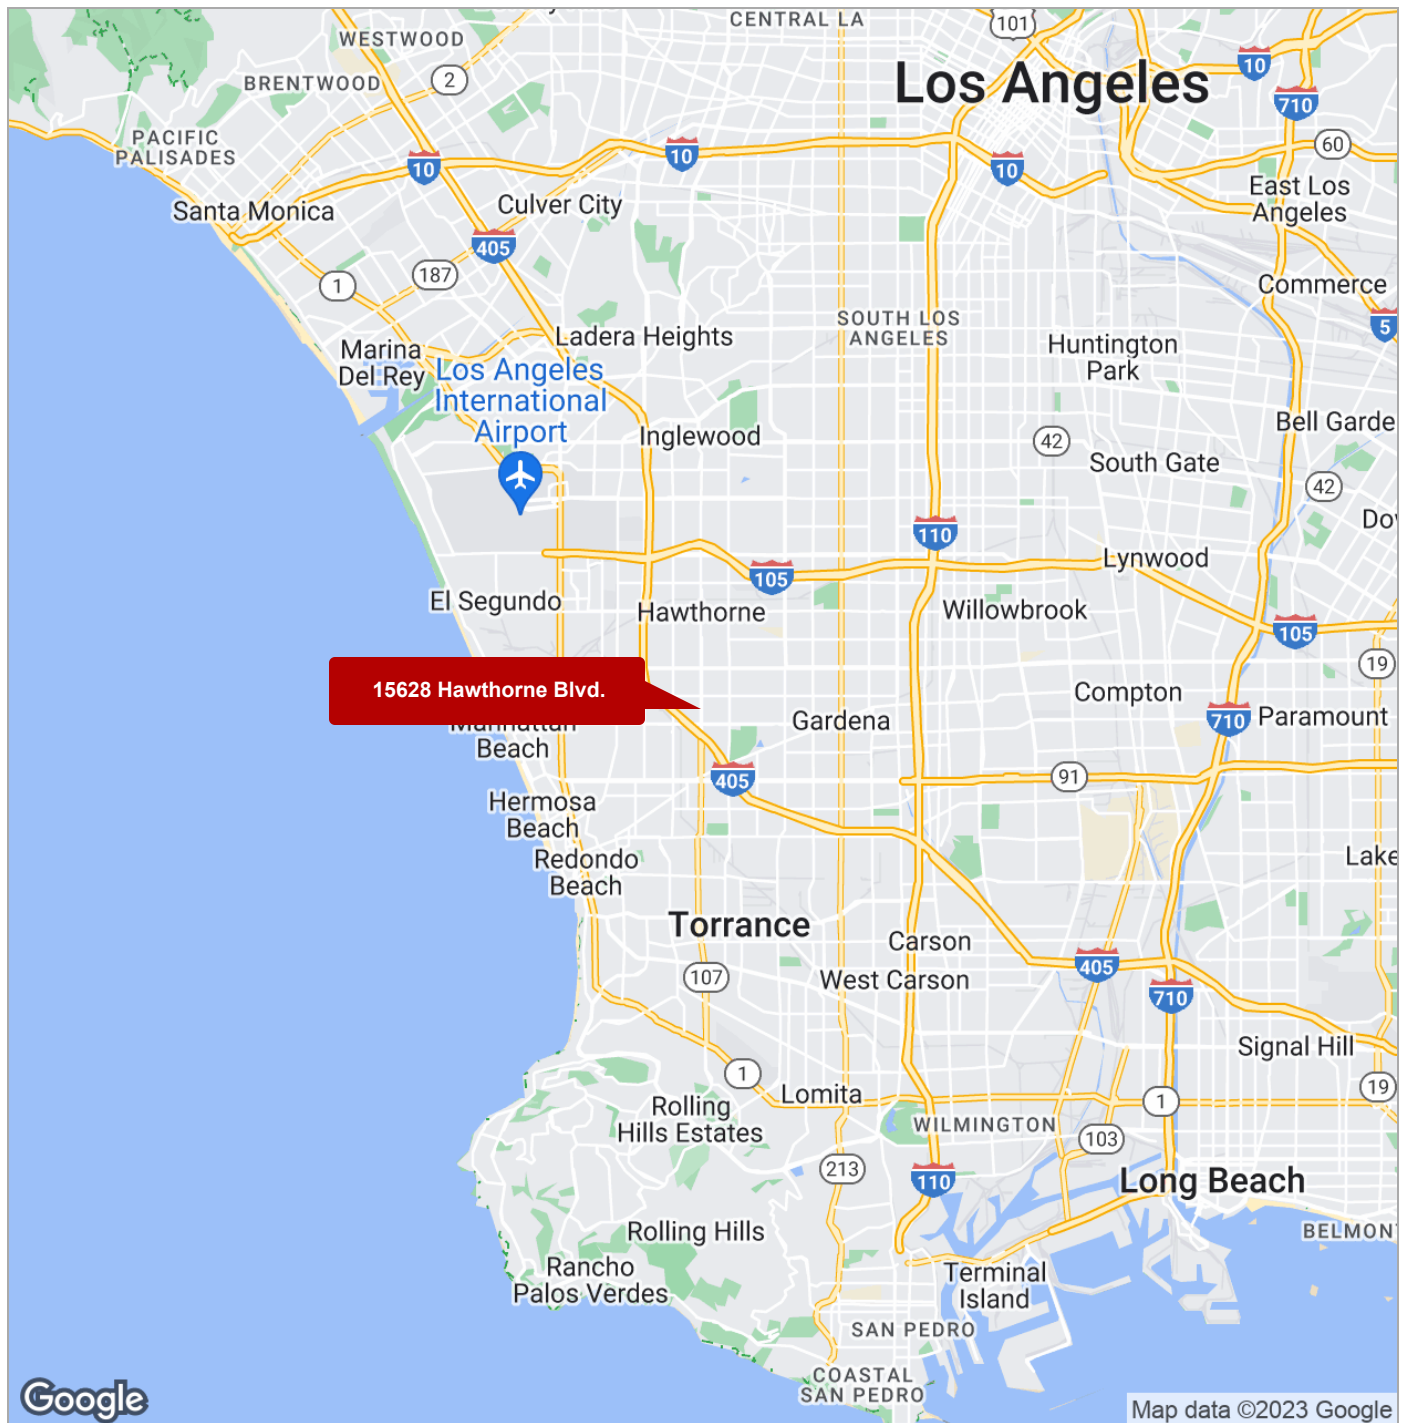 CENTRAL LA
101
WESTWOOD
10
2
Los Angeles
BRENTWOOD
710
PACIFIC
PALISADES
60
10
10
10
East Los
Angeles
Santa Monica
Culver City
405
187
1
Commerce
SOUTH LOS
ANGELES
5
Ladera Heights
Marina
Del Rey
Huntington
Park
Los Angeles
International
Airport
Inglewood
Bell Garde
42
South Gate
42
Do
110
Lynwood
105
El Segundo
Hawthorne
Willowbrook
105
19
15628 Hawthorne Blvd.
Compton
Manhattan
Beach
Gardena
710
Paramount
405
91
Hermosa
Beach
Redondo
Beach
Lake
Torrance
Carson
405
107
West Carson
710
Signal Hill
1
Lomita
19
1
Rolling
Hills Estates
WILMINGTON
103
213
110
Long Beach
Rolling Hills
BELMON
Rancho
Palos Verdes
Terminal
Island
SAN PEDRO
COASTAL
SAN PEDRO
Google
Map data ©2023 Google